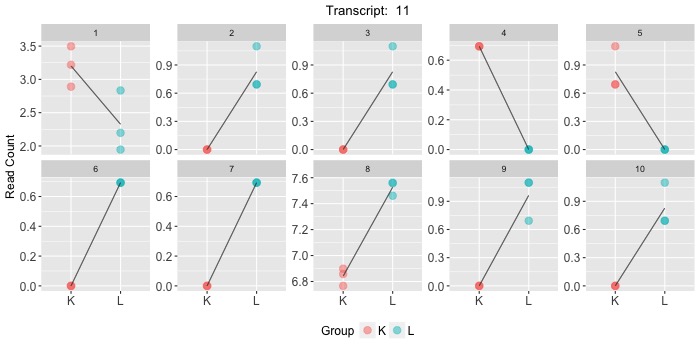 Transcript: 11
1 2 3 4 5
3.5 3.0 2.5 2.0
0.9 0.6 0.3 0.0
0.9 0.6 0.3 0.0
0.6 0.4 0.2 0.0
0.9 0.6 0.3 0.0
Read Count
6 7 8 9 10
0.6 0.4 0.2 0.0
0.6 0.4 0.2 0.0
7.6 7.4 7.2 7.0 6.8
0.9 0.6 0.3 0.0
0.9 0.6 0.3 0.0
K L K L K L K L K L
Group K L